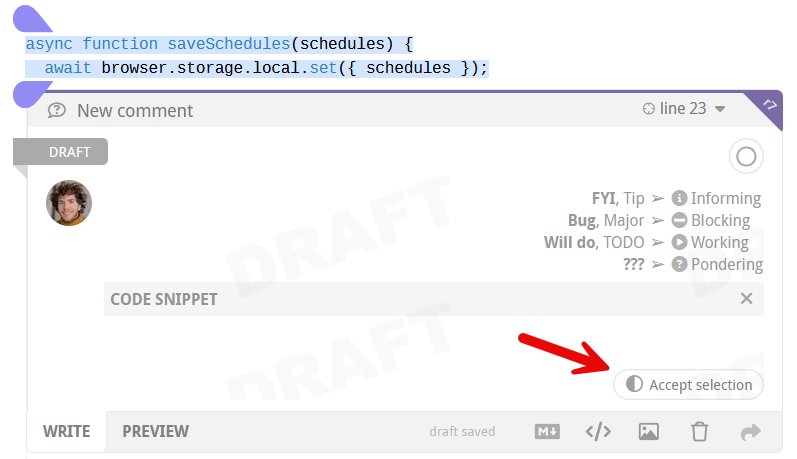 async function saveSchedules(schedules) {
await browser.storage.local.set({ schedules });
New comment
line 23
r7
DRAFT
FYI, Tip ➢ Informing
Bug, Major ➢ Blocking
Will do, TODO ➢ Working
??? ➢ Pondering
DRAFT
CODE SNIPPET
DRAFT
Accept selection
WRITE PREVIEW draft saved M </>